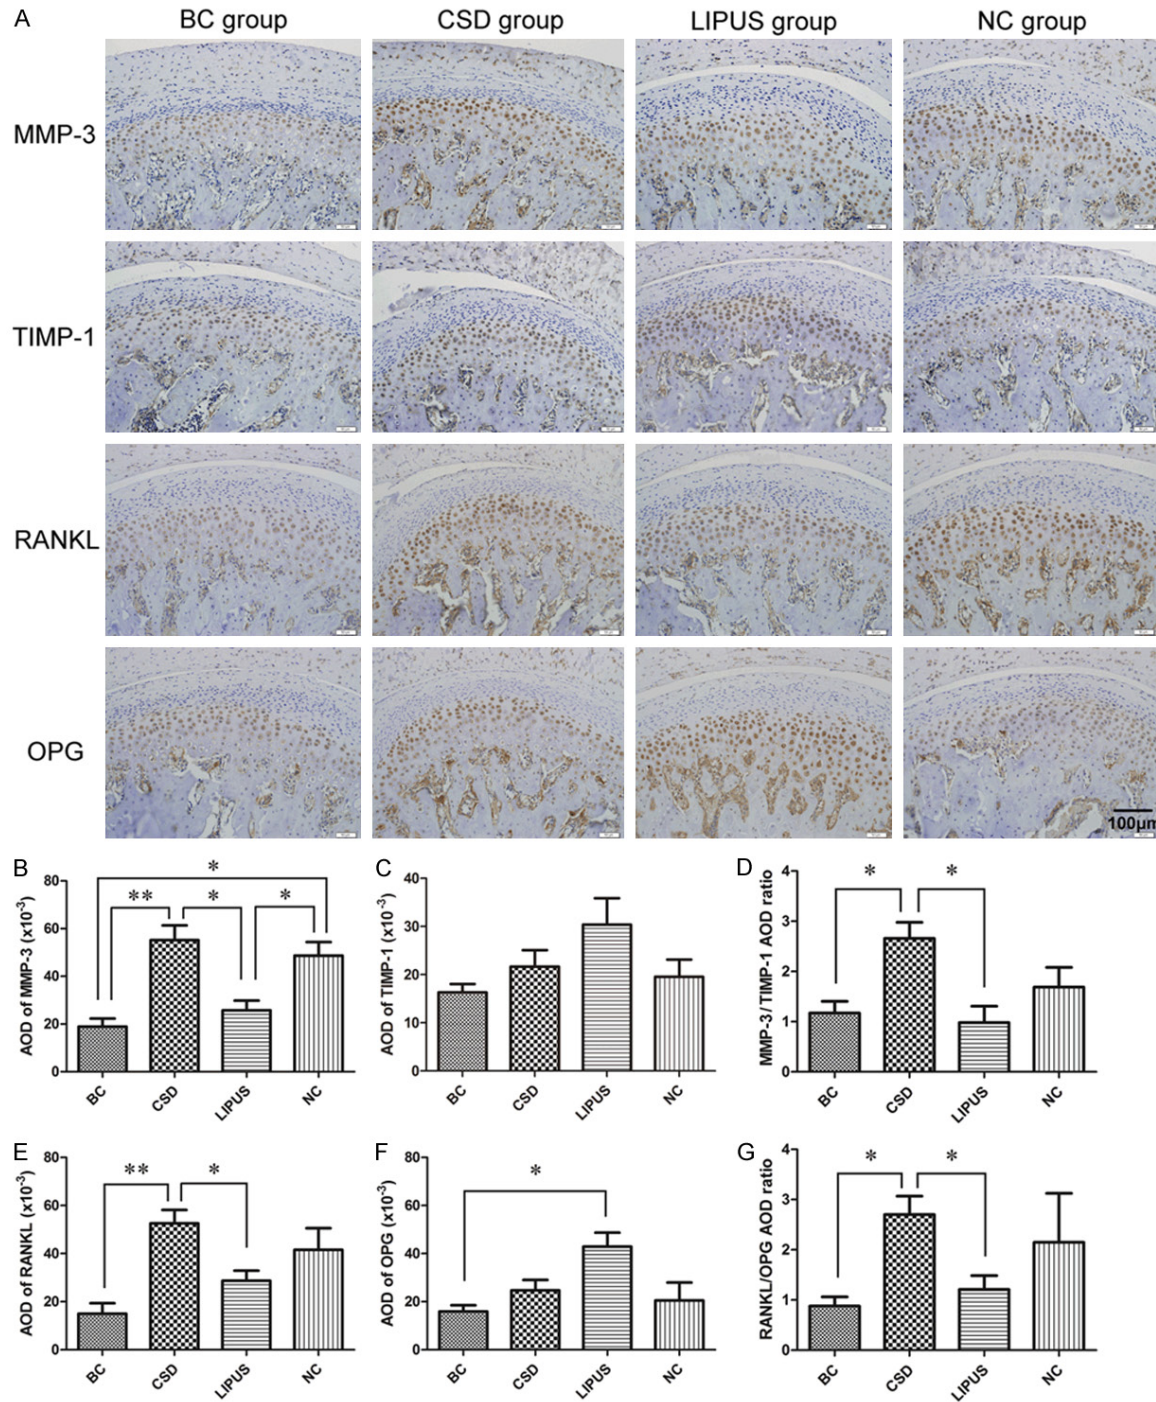 A
BC group
CSD group
LIPUS group
NC group
MMP-3
TIMP-1
RANKL
OPG
100μm
B
AOD of MMP-3 (x10⁻³)
80
60
40
20
0
** * * *
BC
CSD
LIPUS
NC
C
AOD of TIMP-1 (x10⁻³)
40
30
20
10
0
BC
CSD
LIPUS
NC
D
MMP-3/TIMP-1 AOD ratio
4
3
2
1
0
* *
BC
CSD
LIPUS
NC
E
AOD of RANKL (x10⁻³)
80
60
40
20
0
** *
BC
CSD
LIPUS
NC
F
AOD of OPG (x10⁻³)
80
60
40
20
0
*
BC
CSD
LIPUS
NC
G
RANKL/OPG AOD ratio
4
3
2
1
0
* *
BC
CSD
LIPUS
NC